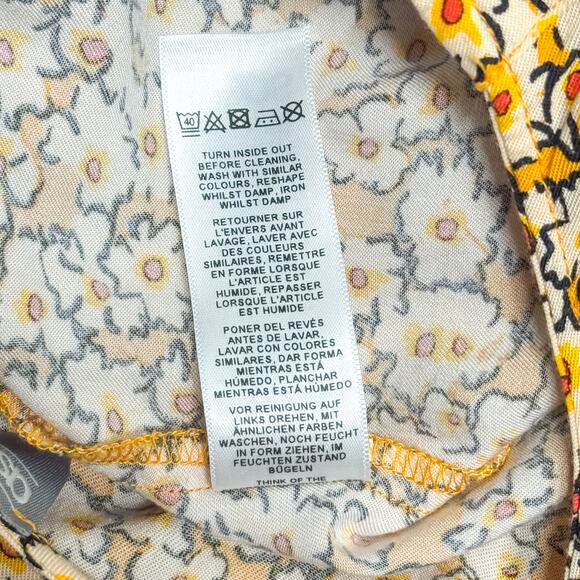 40
TURN INSIDE OUT
BEFORE CLEANING,
WASH WITH SIMILAR
COLOURS, RESHAPE
WHILST DAMP, IRON
WHILST DAMP
RETOURNER SUR
L'ENVERS AVANT
LAVAGE, LAVER AVEC
DES COULEURS
SIMILAIRES, REMETTRE
EN FORME LORSQUE
L'ARTICLE EST
HUMIDE, REPASSER
LORSQUE L'ARTICLE
EST HUMIDE
PONER DEL REVÉS
ANTES DE LAVAR,
LAVAR CON COLORES
SIMILARES, DAR FORMA
MIENTRAS ESTÁ
HÚMEDO, PLANCHAR
MIENTRAS ESTÁ HÚMEDO
VOR REINIGUNG AUF
LINKS DREHEN, MIT
ÄHNLICHEN FARBEN
WASCHEN, NOCH FEUCHT
IN FORM ZIEHEN, IM
FEUCHTEN ZUSTAND
BÜGELN
THINK OF THE